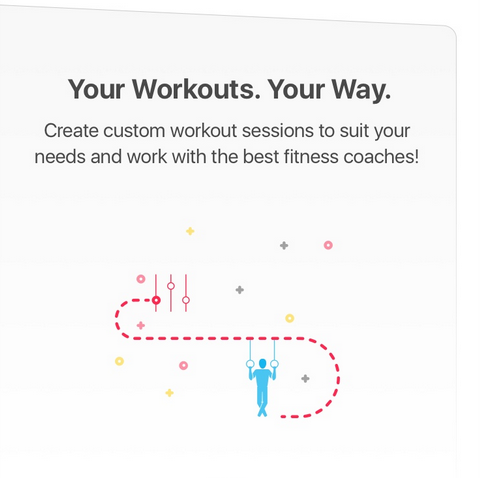 Your Workouts. Your Way.
Create custom workout sessions to suit your
needs and work with the best fitness coaches!